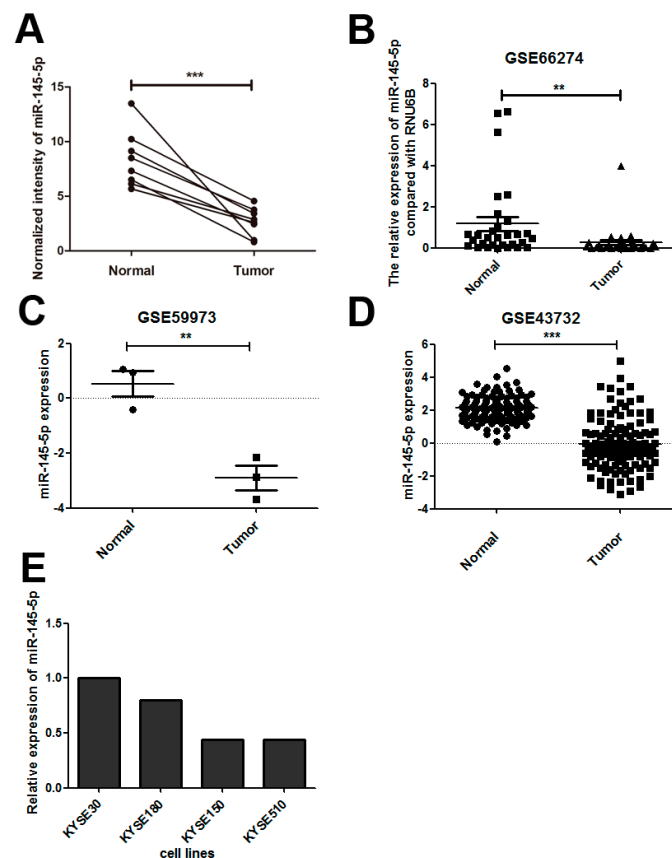 A
Normalized intensity of miR-145-5p
15
10
5
0
***
Normal
Tumor
B
GSE66274
The relative expression of miR-145-5p
compared with RNU6B
8
6
4
2
0
**
Normal
Tumor
C
GSE59973
miR-145-5p expression
2
0
-2
-4
**
Normal
Tumor
D
GSE43732
miR-145-5p expression
6
4
2
0
-2
-4
***
Normal
Tumor
E
Relative expression of miR-145-5p
1.5
1.0
0.5
0.0
KYSE30
KYSE180
KYSE150
KYSE510
cell lines